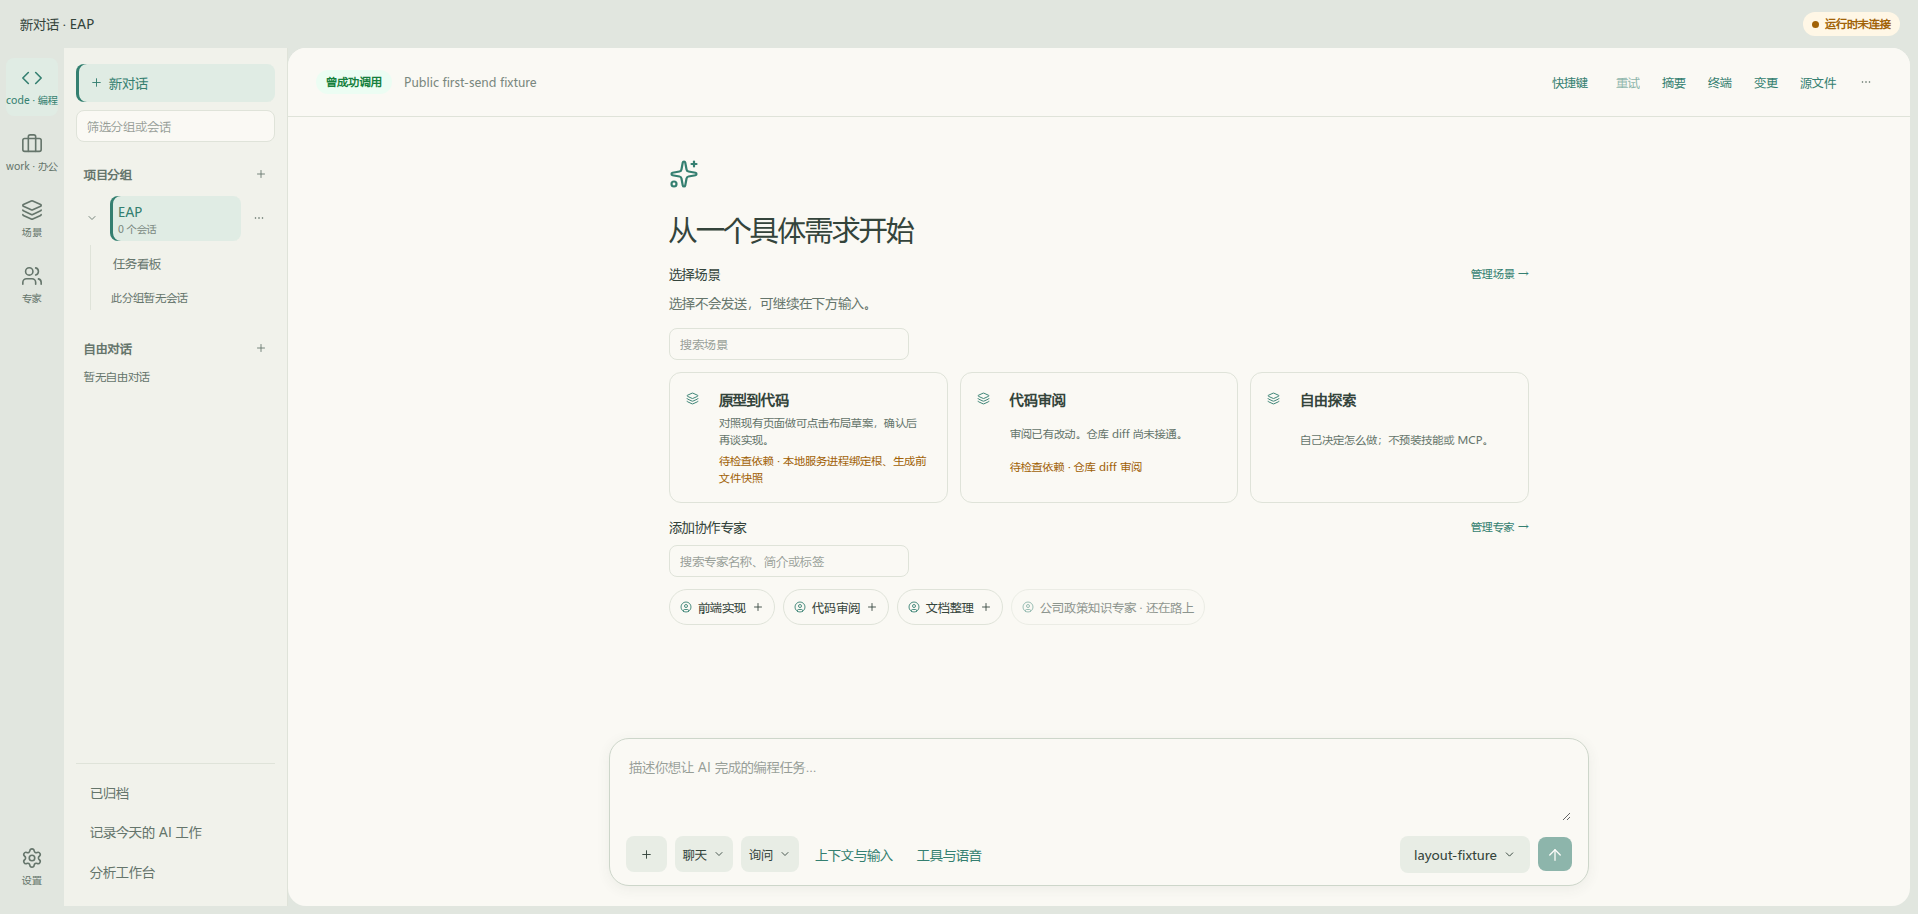 新对话 · EAP
运行时未连接
code · 编程
work · 办公
场景
专家
设置
+ 新对话
筛选分组或会话
项目分组 +
EAP
0 个会话
任务看板
此分组暂无会话
自由对话 +
暂无自由对话
已归档
记录今天的 AI 工作
分析工作台
曾成功调用 Public first-send fixture
快捷键 重试 摘要 终端 变更 源文件 ···
从一个具体需求开始
选择场景 管理场景 →
选择不会发送，可继续在下方输入。
搜索场景
原型到代码
对照现有页面做可点击布局草案，确认后
再谈实现。
待检查依赖 · 本地服务进程绑定根、生成前
文件快照
代码审阅
审阅已有改动。仓库 diff 尚未接通。
待检查依赖 · 仓库 diff 审阅
自由探索
自己决定怎么做；不预装技能或 MCP。
添加协作专家 管理专家 →
搜索专家名称、简介或标签
前端实现 + 代码审阅 + 文档整理 + 公司政策知识专家 · 还在路上
描述你想让 AI 完成的编程任务...
+ 聊天 询问 上下文与输入 工具与语音 layout-fixture